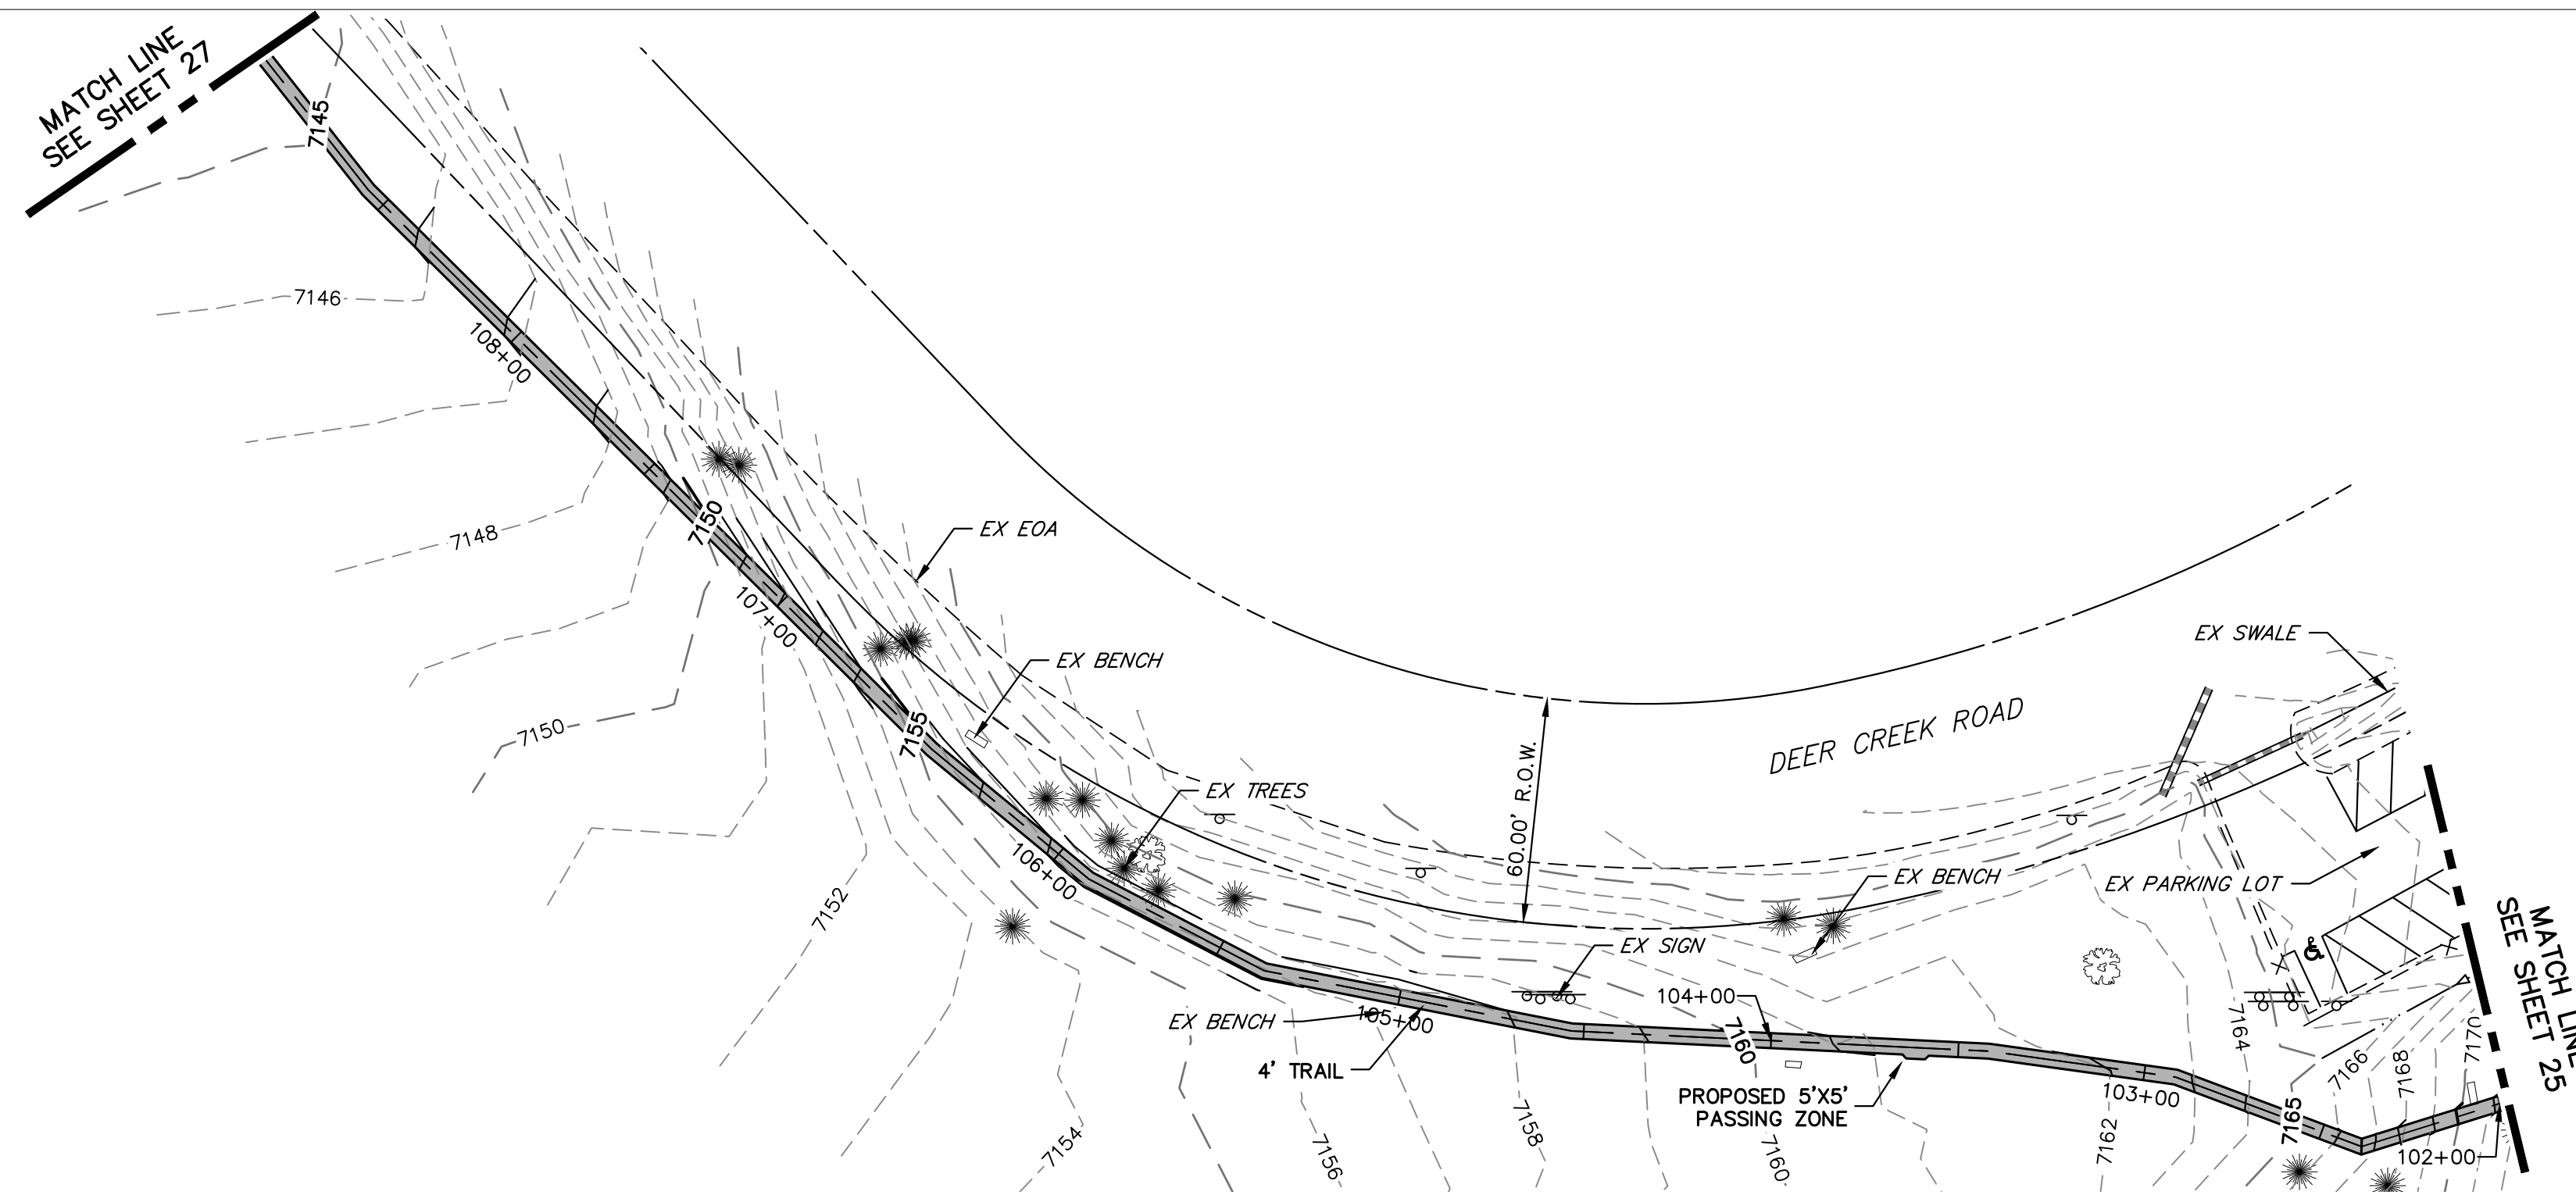 MATCH LINE
SEE SHEET 27
7145
7146
108+00
7148
7150
107+00
EX EOA
7150
EX BENCH
7155
EX SWALE
DEER CREEK ROAD
60.00' R.O.W.
EX TREES
106+00
7152
EX BENCH
EX PARKING LOT
EX SIGN
MATCH LINE
SEE SHEET 25
104+00
EX BENCH
105+00
4' TRAIL
7160
PROPOSED 5'X5'
PASSING ZONE
103+00
7164
7166
7168
7170
7165
102+00
7154
7156
7158
7160
7162